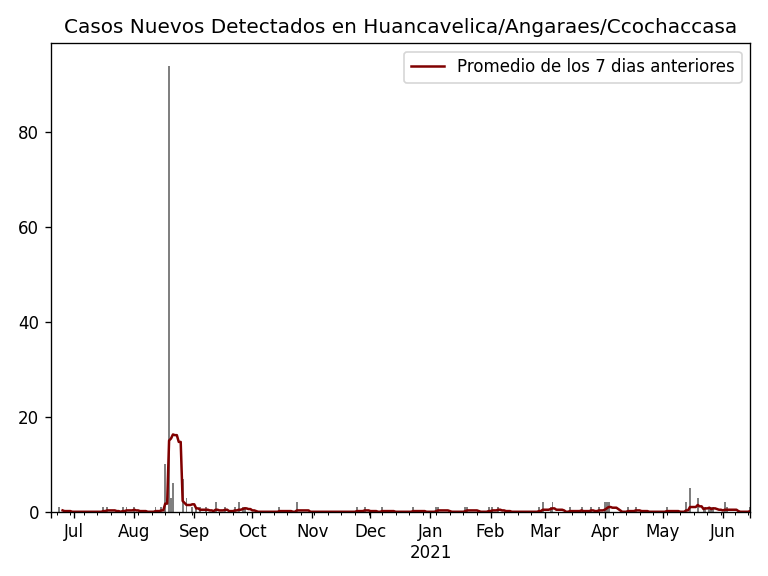 Casos Nuevos Detectados en Huancavelica/Angaraes/Ccochaccasa
Promedio de los 7 dias anteriores
80
60
40
20
0
Jul Aug Sep Oct Nov Dec Jan Feb Mar Apr May Jun
2021